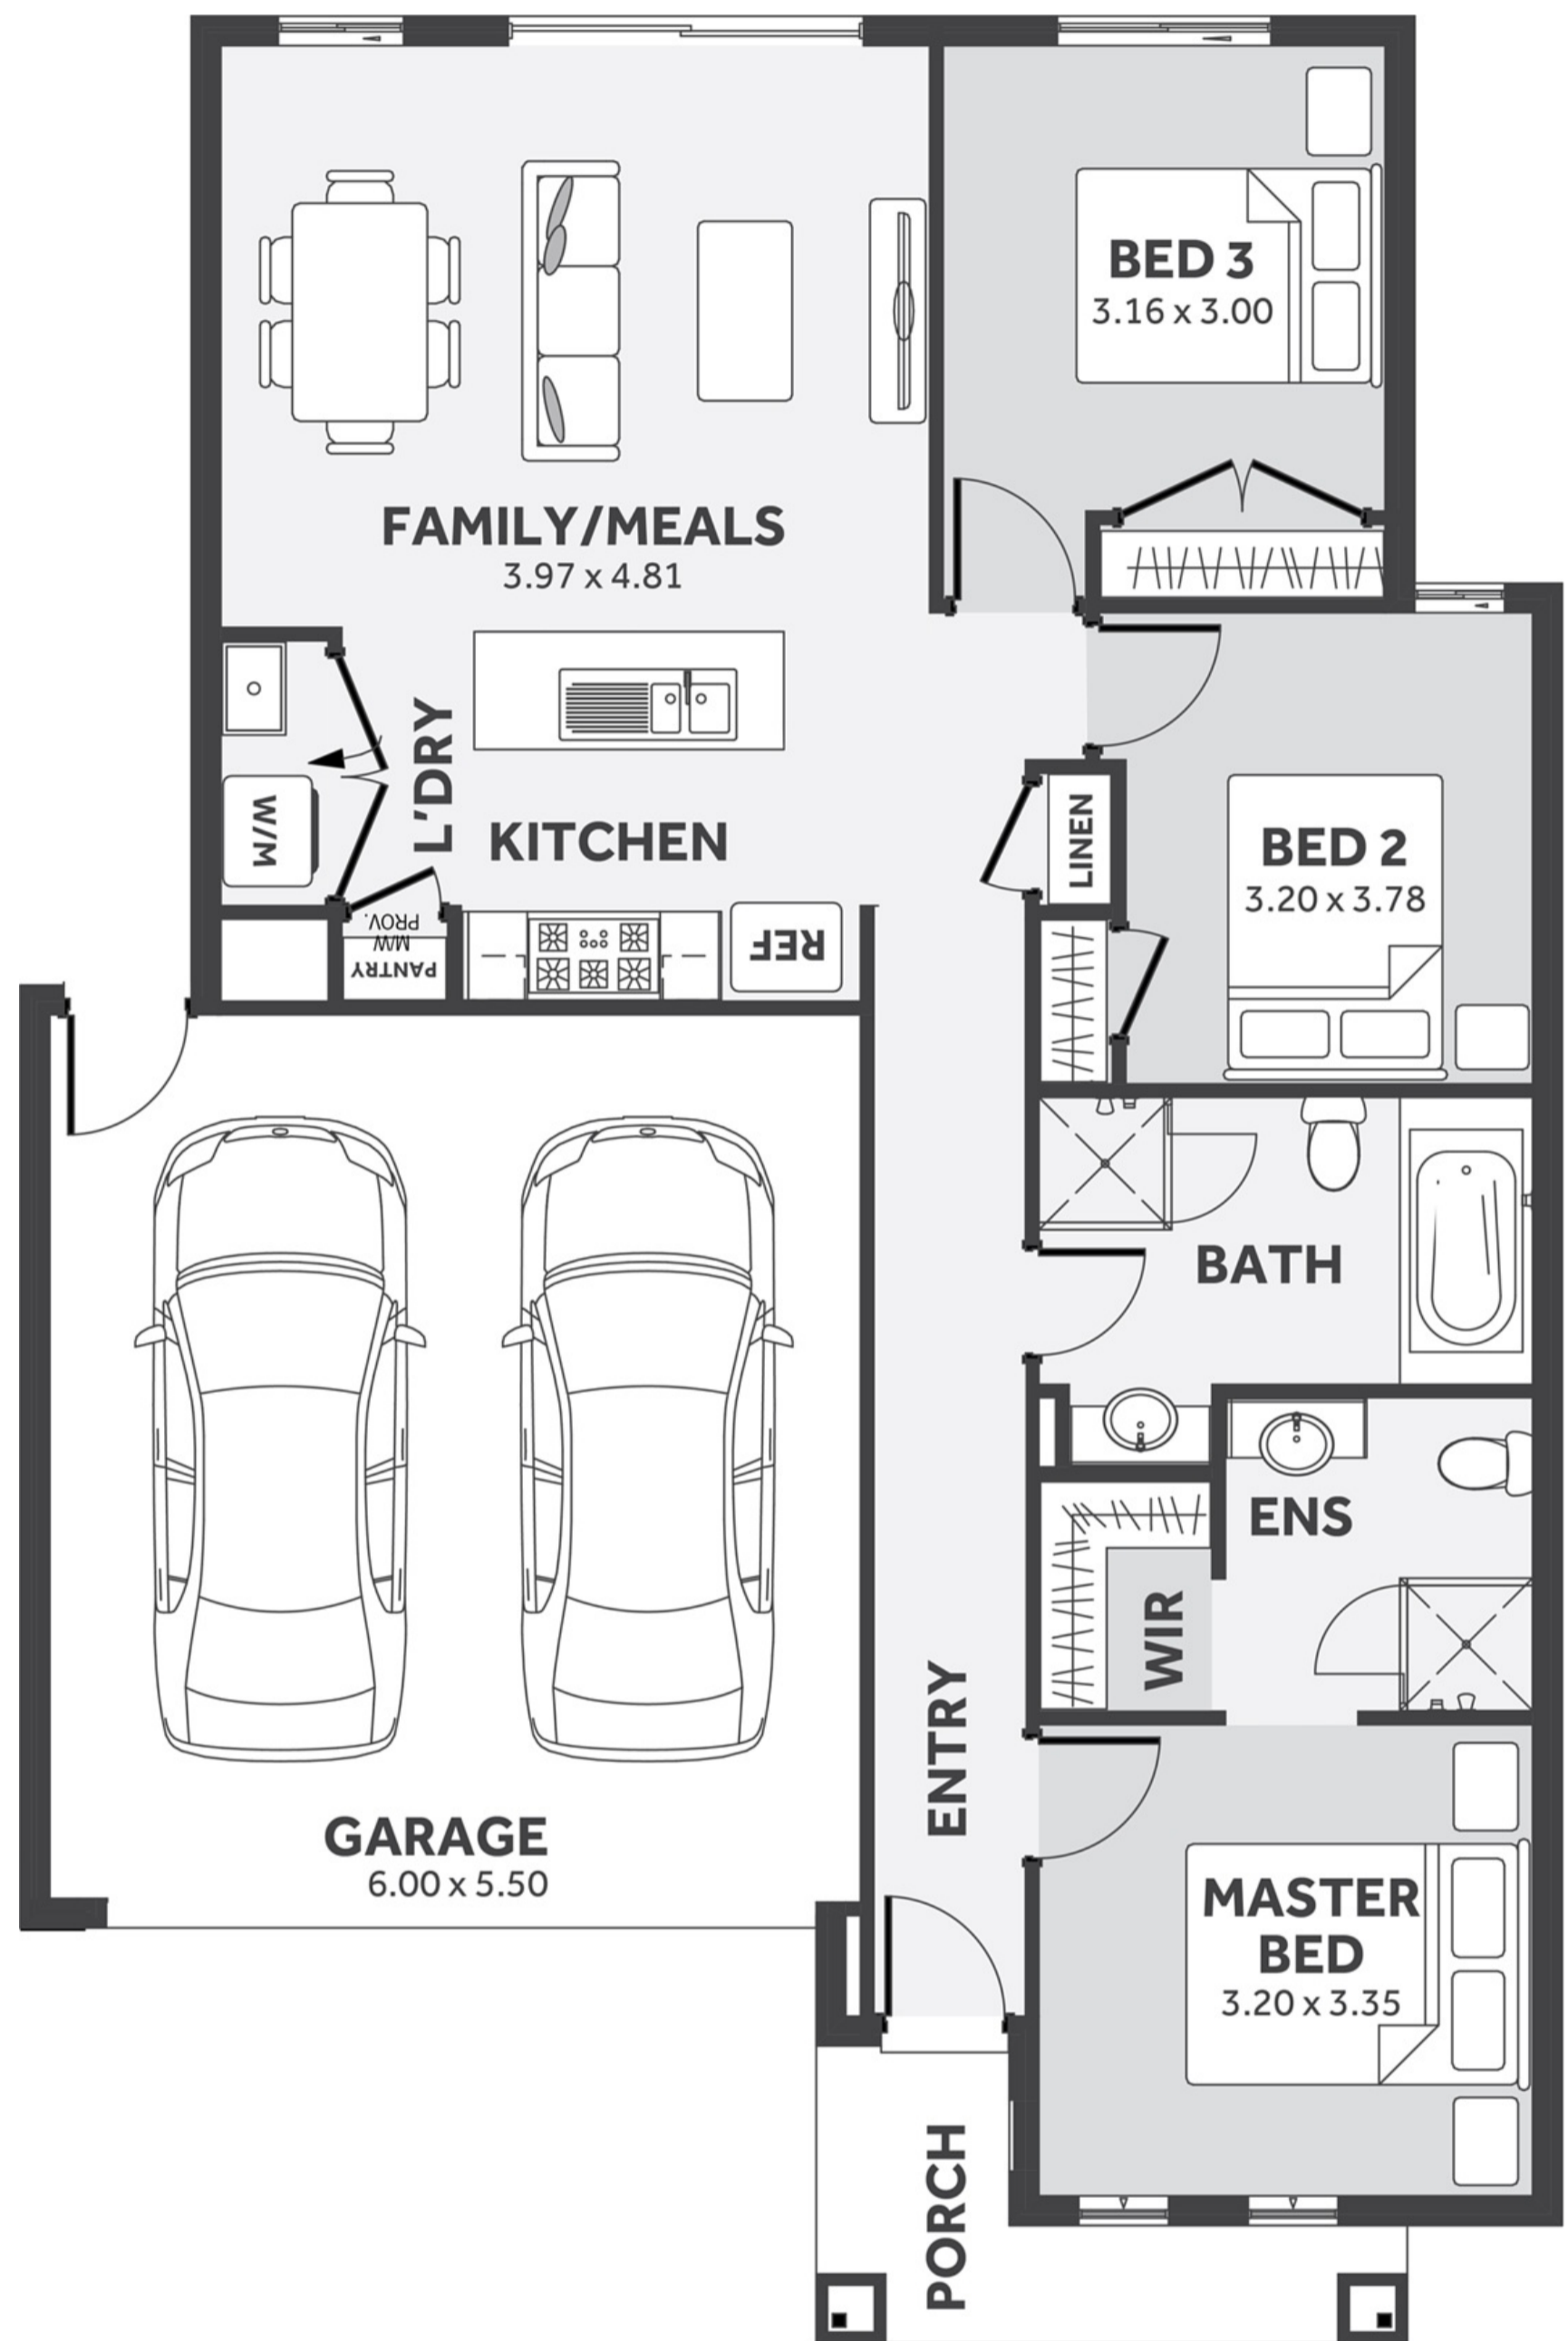 BED 3
3.16 x 3.00
FAMILY/MEALS
3.97 x 4.81
L'DRY
W/M
KITCHEN
LINEN
BED 2
3.20 x 3.78
PROV.
M/W
PANTRY
REF
BATH
ENS
WIR
ENTRY
GARAGE
6.00 x 5.50
MASTER
BED
3.20 x 3.35
PORCH